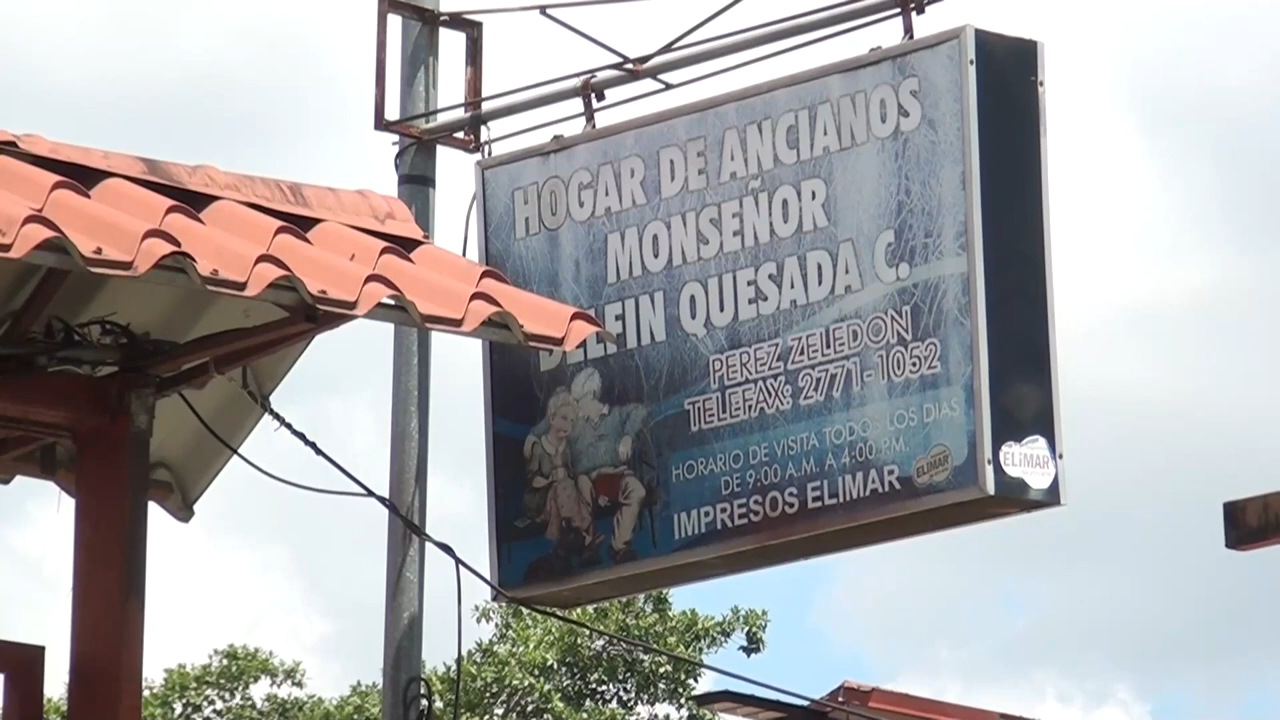 HOGAR DE ANCIANOS
MONSEÑOR
DELFIN QUESADA C.
PEREZ ZELEDON
TELEFAX: 2771-1052
HORARIO DE VISITA TODOS LOS DIAS
DE 9:00 A.M. A 4:00 P.M.
IMPRESOS ELIMAR
ELIMAR
ELIMAR